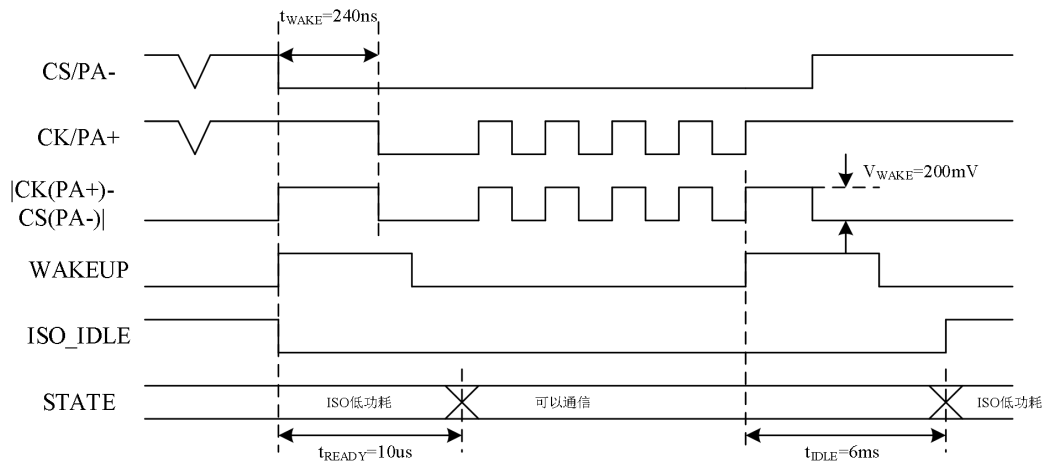 tWAKE=240ns
CS/PA-
CK/PA+
|CK(PA+)-
CS(PA-)|
VWAKE=200mV
WAKEUP
ISO_IDLE
STATE
ISO低功耗
可以通信
ISO低功耗
tREADY=10us
tIDLE=6ms